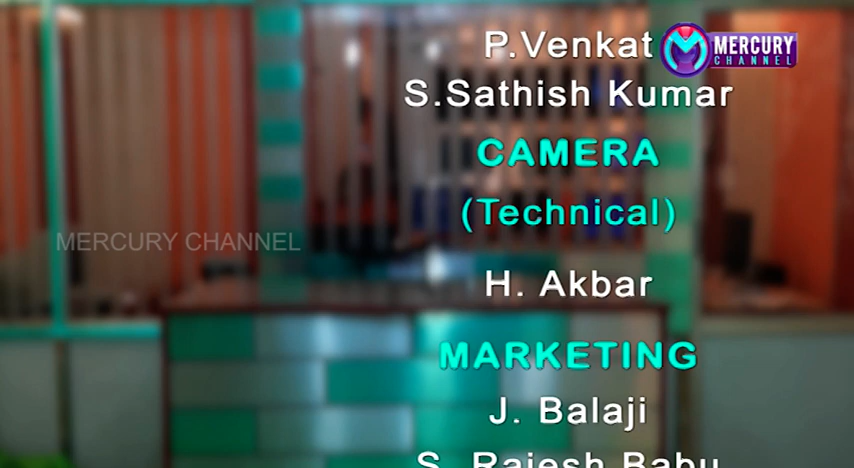 P.Venkat
MERCURY
CHANNEL
S.Sathish Kumar
CAMERA
(Technical)
MERCURY CHANNEL
H. Akbar
MARKETING
J. Balaji
S. Rajesh Babu